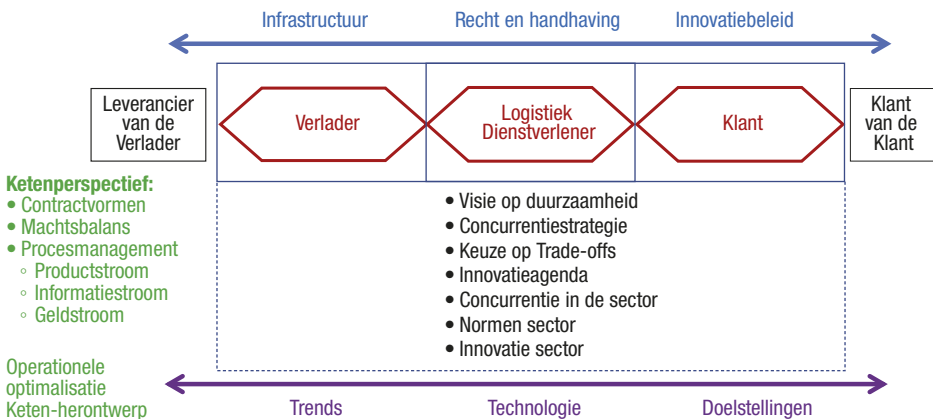 Infrastructuur
Recht en handhaving
Innovatiebeleid
Leverancier
van de
Verlader
Verlader
Logistiek
Dienstverlener
Klant
Klant
van de
Klant
Ketenperspectief:
• Contractvormen
• Machtsbalans
• Procesmanagement
◦ Productstroom
◦ Informatiestroom
◦ Geldstroom
• Visie op duurzaamheid
• Concurrentiestrategie
• Keuze op Trade-offs
• Innovatieagenda
• Concurrentie in de sector
• Normen sector
• Innovatie sector
Operationele
optimalisatie
Keten-herontwerp
Trends
Technologie
Doelstellingen